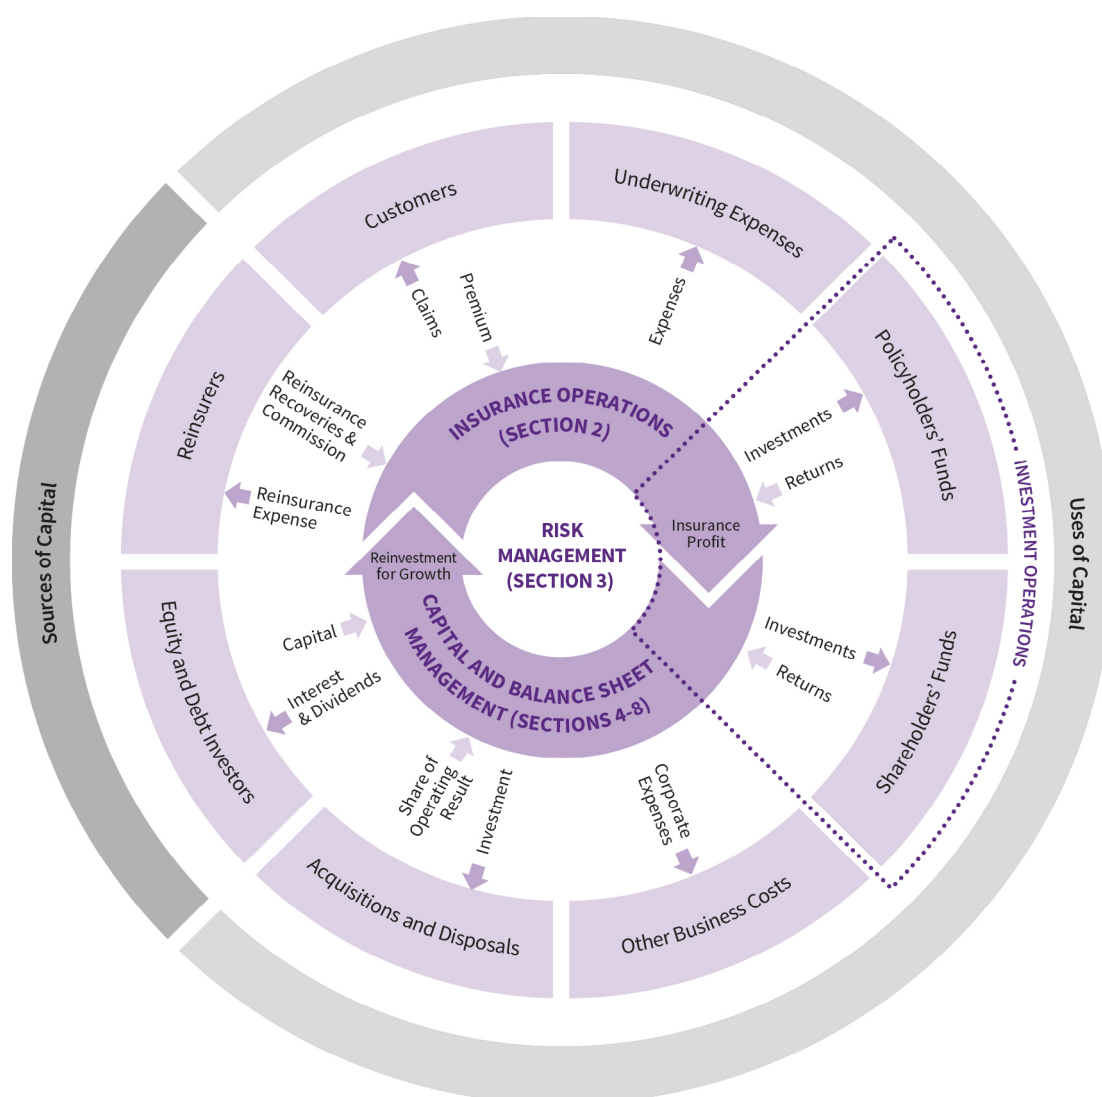 Customers
Underwriting Expenses
Claims
Premium
Expenses
Reinsurers
Reinsurance
Recoveries &
Commission
Reinsurance
Expense
INSURANCE OPERATIONS
(SECTION 2)
Policyholders’ Funds
Investments
Returns
Insurance
Profit
RISK
MANAGEMENT
(SECTION 3)
Reinvestment
for Growth
CAPITAL AND BALANCE SHEET
MANAGEMENT (SECTIONS 4-8)
Sources of Capital
Uses of Capital
INVESTMENT OPERATIONS
Equity and Debt Investors
Capital
Interest
& Dividends
Investments
Returns
Shareholders’ Funds
Share of
Operating
Result
Investment
Corporate
Expenses
Acquisitions and Disposals
Other Business Costs